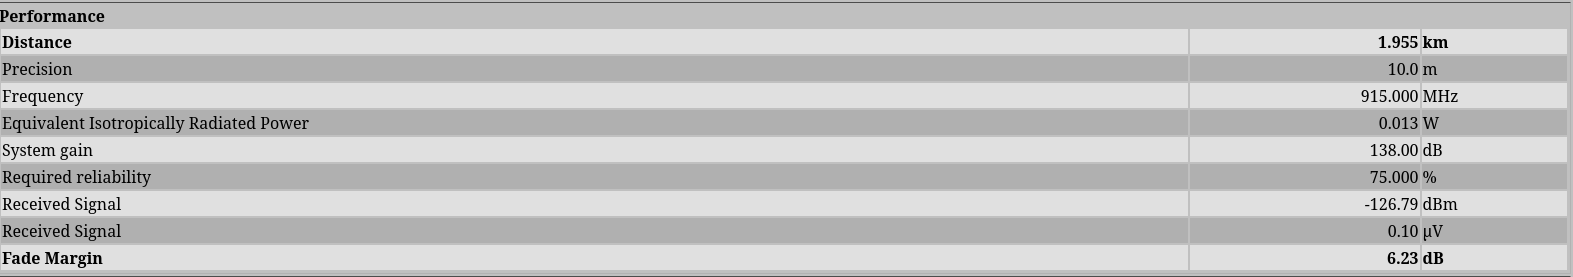 Performance
Distance 1.955 km
Precision 10.0 m
Frequency 915.000 MHz
Equivalent Isotropically Radiated Power 0.013 W
System gain 138.00 dB
Required reliability 75.000 %
Received Signal -126.79 dBm
Received Signal 0.10 µV
Fade Margin 6.23 dB